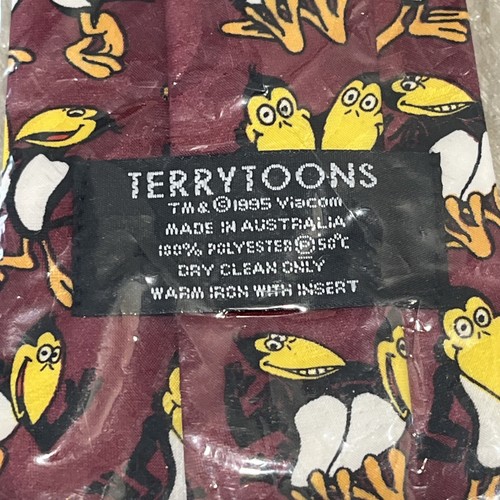 TERRYTOONS
TM & ©1995 Viacom
MADE IN AUSTRALIA
100% POLYESTER Ⓟ 50°C
DRY CLEAN ONLY
WARM IRON WITH INSERT